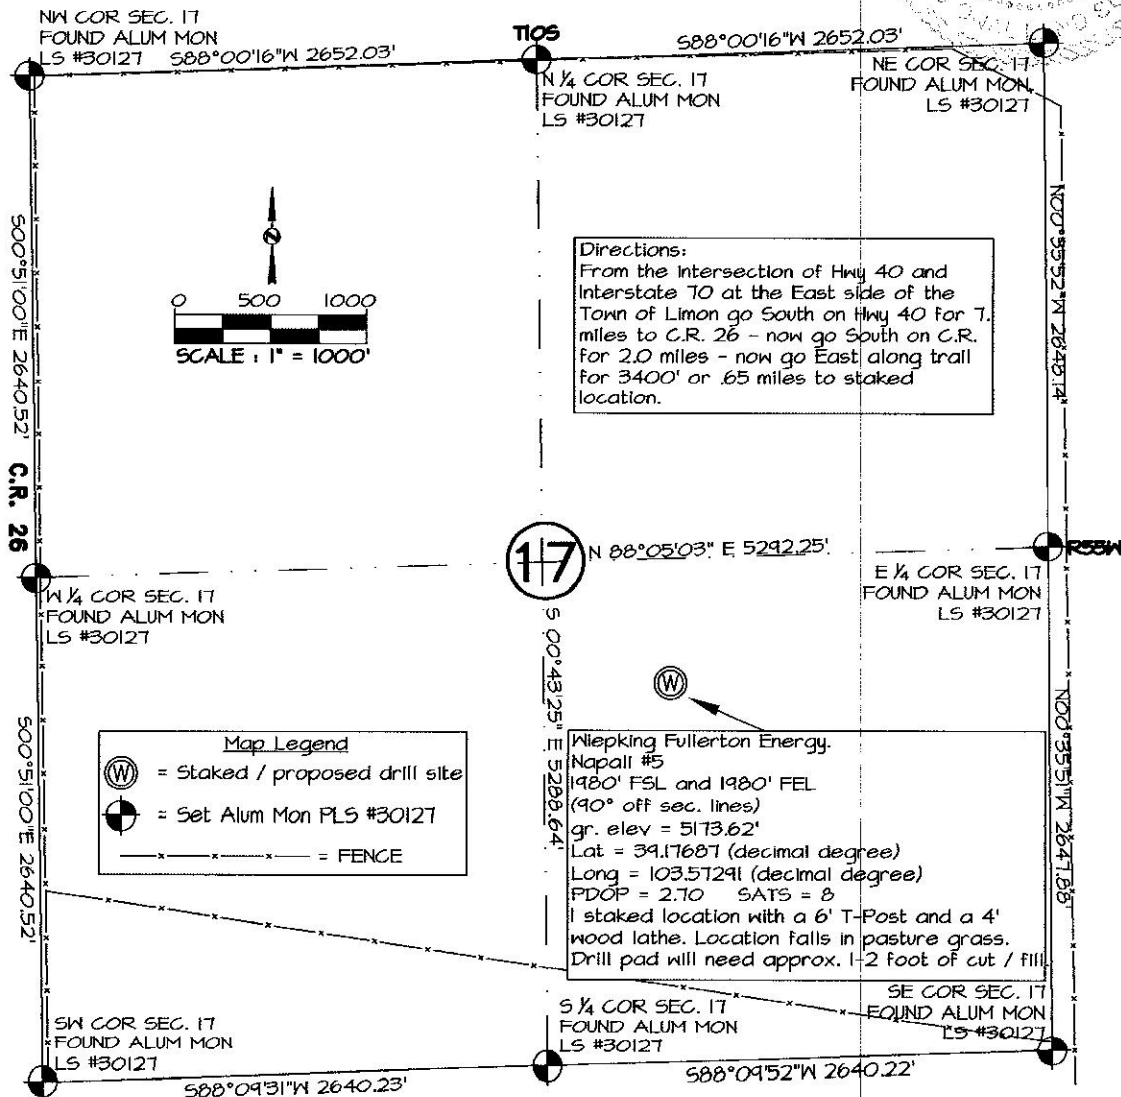 NW COR SEC. 17
FOUND ALUM MON
LS #30127
S88°00'16"W 2652.03'
T10S
S88°00'16"W 2652.03'
N 1/4 COR SEC. 17
FOUND ALUM MON
LS #30127
NE COR SEC. 17
FOUND ALUM MON
LS #30127
S00°51'00"E 2640.52'
C.R. 26
N
0 500 1000
SCALE : 1" = 1000'
Directions:
From the intersection of Hwy 40 and
Interstate 70 at the East side of the
Town of Limon go South on Hwy 40 for 7.
miles to C.R. 26 - now go South on C.R.
for 2.0 miles - now go East along trail
for 3400' or .65 miles to staked
location.
17
N 88°05'03" E 5292.25'
R55W
E 1/4 COR SEC. 17
FOUND ALUM MON
LS #30127
W 1/4 COR SEC. 17
FOUND ALUM MON
LS #30127
S 00°43'25" E 5288.64'
W
S00°51'00"E 2640.52'
Map Legend
W = Staked / proposed drill site
= Set Alum Mon PLS #30127
= FENCE
Wiepking Fullerton Energy.
Napali #5
1980' FSL and 1980' FEL
(90° off sec. lines)
gr. elev = 5173.62'
Lat = 39.17687 (decimal degree)
Long = 103.57291 (decimal degree)
PDOP = 2.70 SATS = 8
I staked location with a 6' T-Post and a 4'
wood lathe. Location falls in pasture grass.
Drill pad will need approx. 1-2 foot of cut / fill
SW COR SEC. 17
FOUND ALUM MON
LS #30127
S 1/4 COR SEC. 17
FOUND ALUM MON
LS #30127
SE COR SEC. 17
FOUND ALUM MON
LS #30127
S88°09'31"W 2640.23'
S88°09'52"W 2640.22'